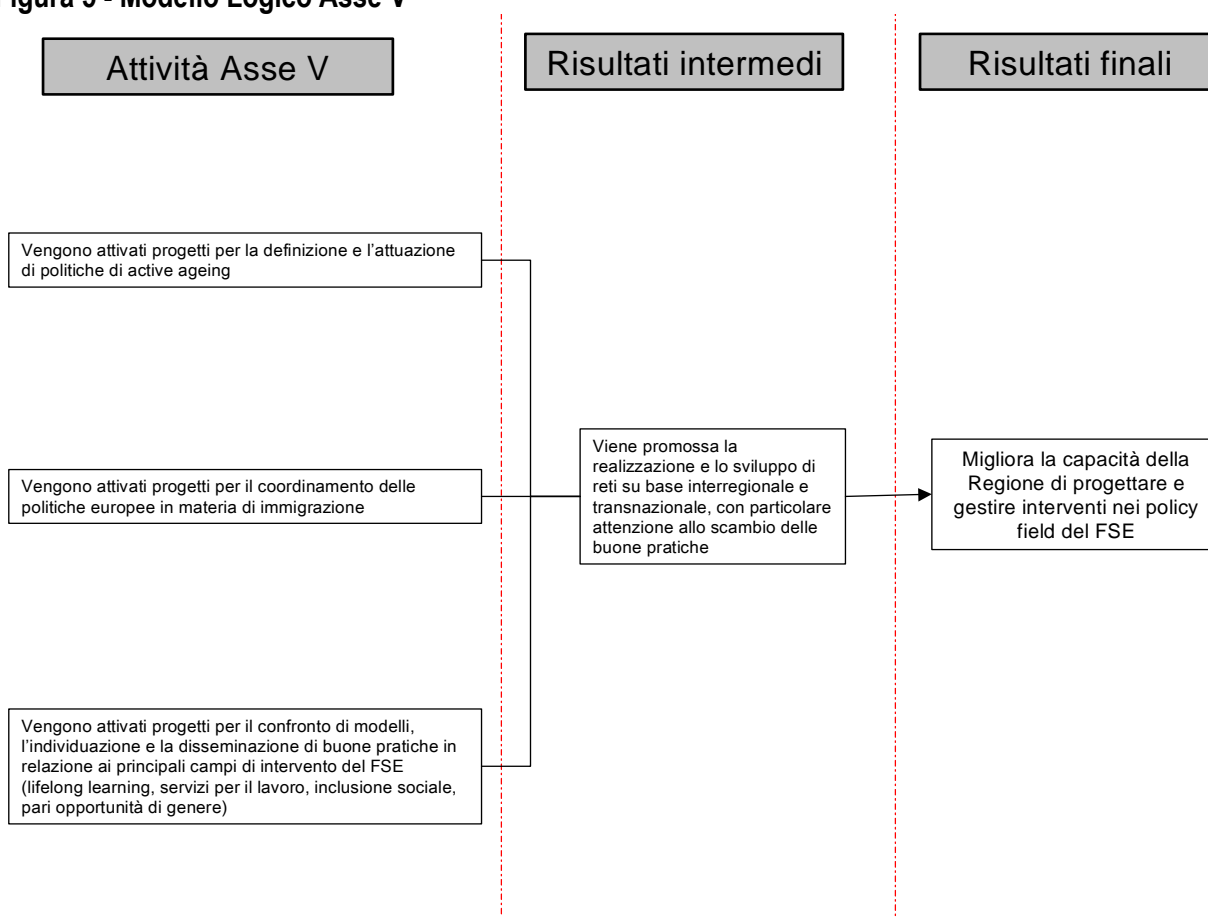 Figura - Modello Logico Asse V
Attività Asse V
Risultati intermedi
Risultati finali
Vengono attivati progetti per la definizione e l’attuazione
di politiche di active ageing
Vengono attivati progetti per il coordinamento delle
politiche europee in materia di immigrazione
Vengono attivati progetti per il confronto di modelli,
l’individuazione e la disseminazione di buone pratiche in
relazione ai principali campi di intervento del FSE
(lifelong learning, servizi per il lavoro, inclusione sociale,
pari opportunità di genere)
Viene promossa la
realizzazione e lo sviluppo di
reti su base interregionale e
transnazionale, con particolare
attenzione allo scambio delle
buone pratiche
Migliora la capacità della
Regione di progettare e
gestire interventi nei policy
field del FSE